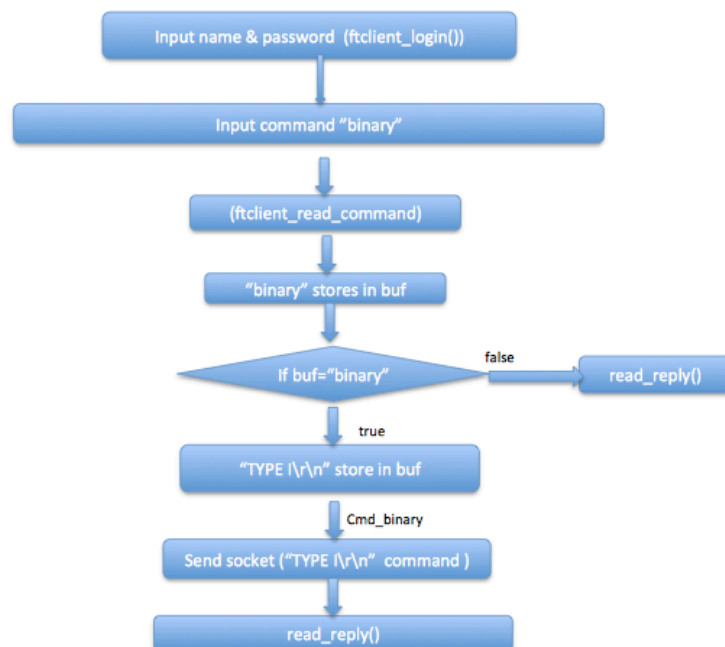 Input name & password  (ftclient_login())
Input command “binary”
(ftclient_read_command)
“binary” stores in buf
If buf=“binary”
false
read_reply()
true
“TYPE I\r\n” store in buf
Cmd_binary
Send socket (“TYPE I\r\n”  command )
read_reply()